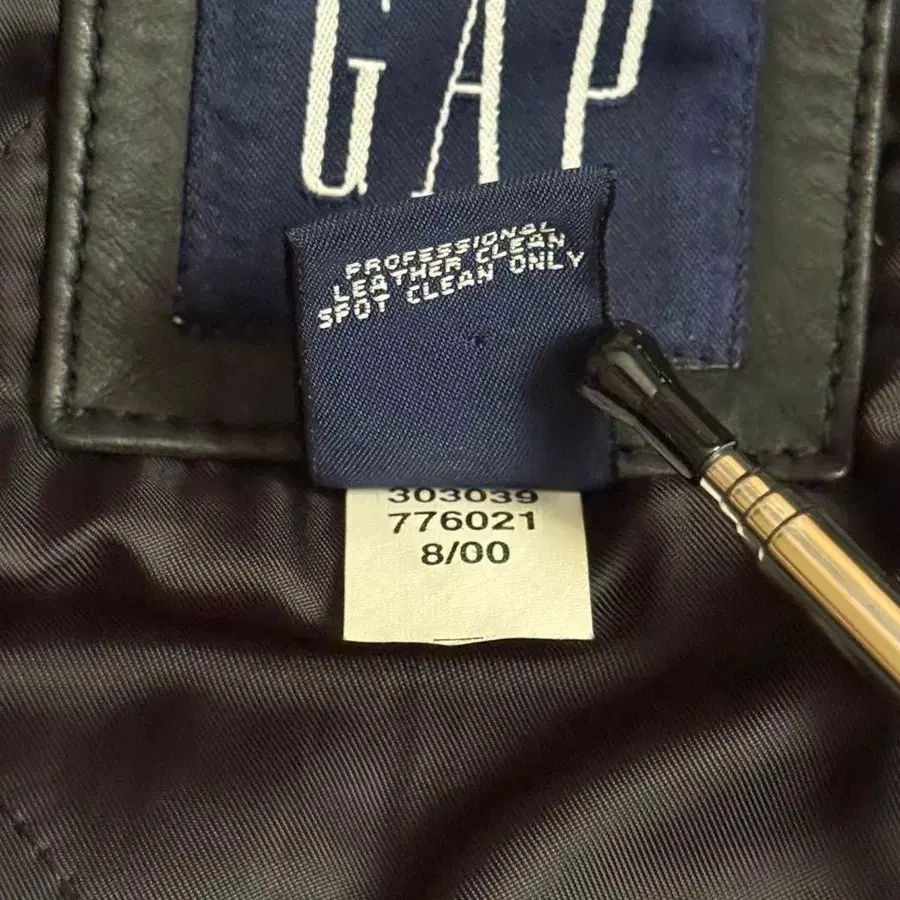 GAP
PROFESSIONAL
LEATHER CLEAN
SPOT CLEAN ONLY
303039
776021
8/00